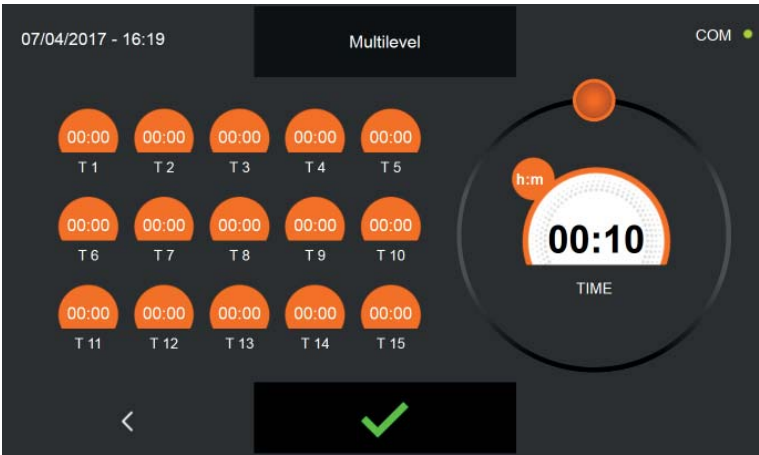 07/04/2017 - 16:19
Multilevel
COM
00:00 00:00 00:00 00:00 00:00
T 1 T 2 T 3 T 4 T 5
00:00 00:00 00:00 00:00 00:00
T 6 T 7 T 8 T 9 T 10
00:00 00:00 00:00 00:00 00:00
T 11 T 12 T 13 T 14 T 15
h:m
00:10
TIME